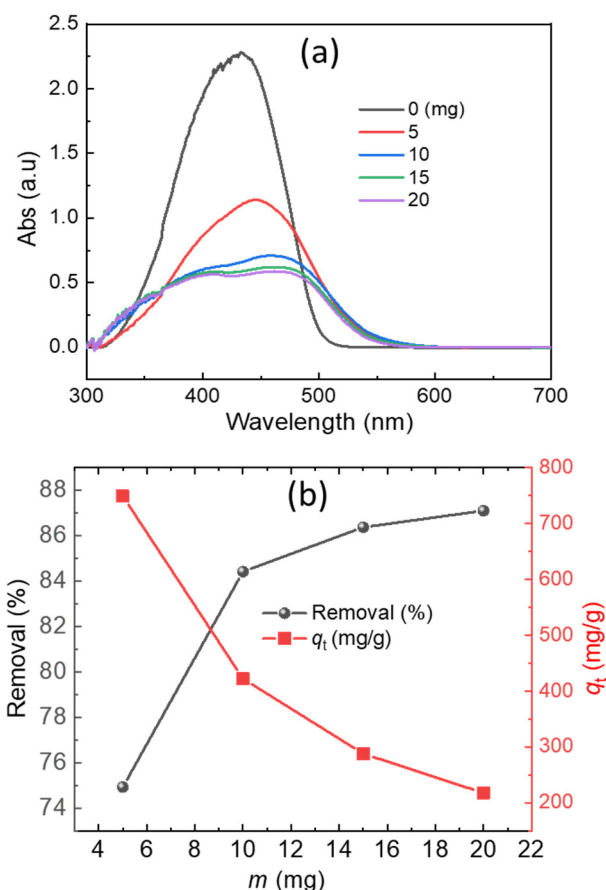 (a)
2.5
2.0
1.5
1.0
0.5
0.0
Abs (a.u)
0 (mg)
5
10
15
20
300 400 500 600 700
Wavelength (nm)
(b)
88
86
84
82
80
78
76
74
Removal (%)
Removal (%)
qt (mg/g)
800
700
600
500
400
300
200
qt (mg/g)
4 6 8 10 12 14 16 18 20 22
m (mg)